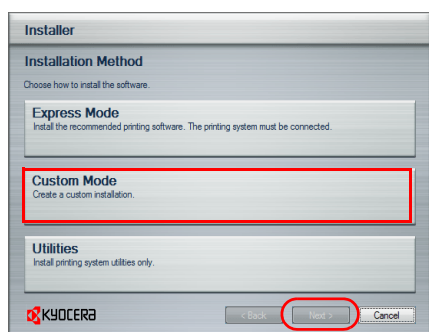 Installer
Installation Method
Choose how to install the software.
Express Mode
Install the recommended printing software. The printing system must be connected.
Custom Mode
Create a custom installation.
Utilities
Install printing system utilities only.
KYOCERA
< Back
Next >
Cancel